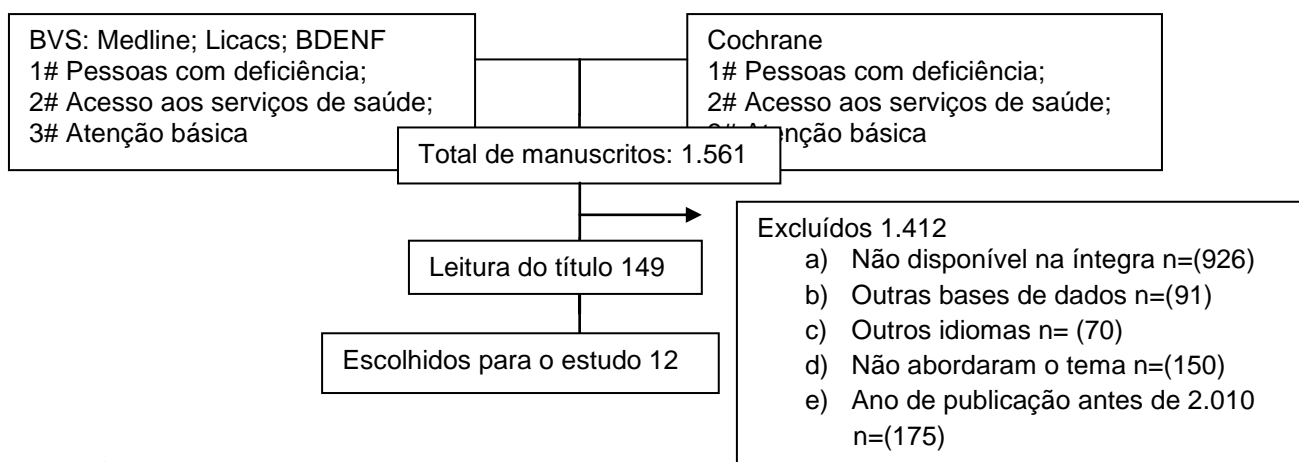 BVS: Medline; Licacs; BDENF
1# Pessoas com deficiência;
2# Acesso aos serviços de saúde;
3# Atenção básica
Cochrane
1# Pessoas com deficiência;
2# Acesso aos serviços de saúde;
enção básica
Total de manuscritos: 1.561
Leitura do título 149
Escolhidos para o estudo 12
Excluídos 1.412
a) Não disponível na íntegra n=(926)
b) Outras bases de dados n=(91)
c) Outros idiomas n= (70)
d) Não abordaram o tema n=(150)
e) Ano de publicação antes de 2.010
n=(175)